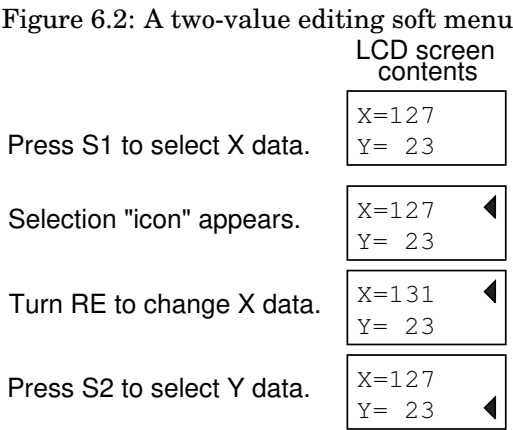 Figure 6.2: A two-value editing soft menu
LCD screen
contents
Press S1 to select X data.
X=127
Y= 23
Selection "icon" appears.
X=127
Y= 23
Turn RE to change X data.
X=131
Y= 23
Press S2 to select Y data.
X=127
Y= 23